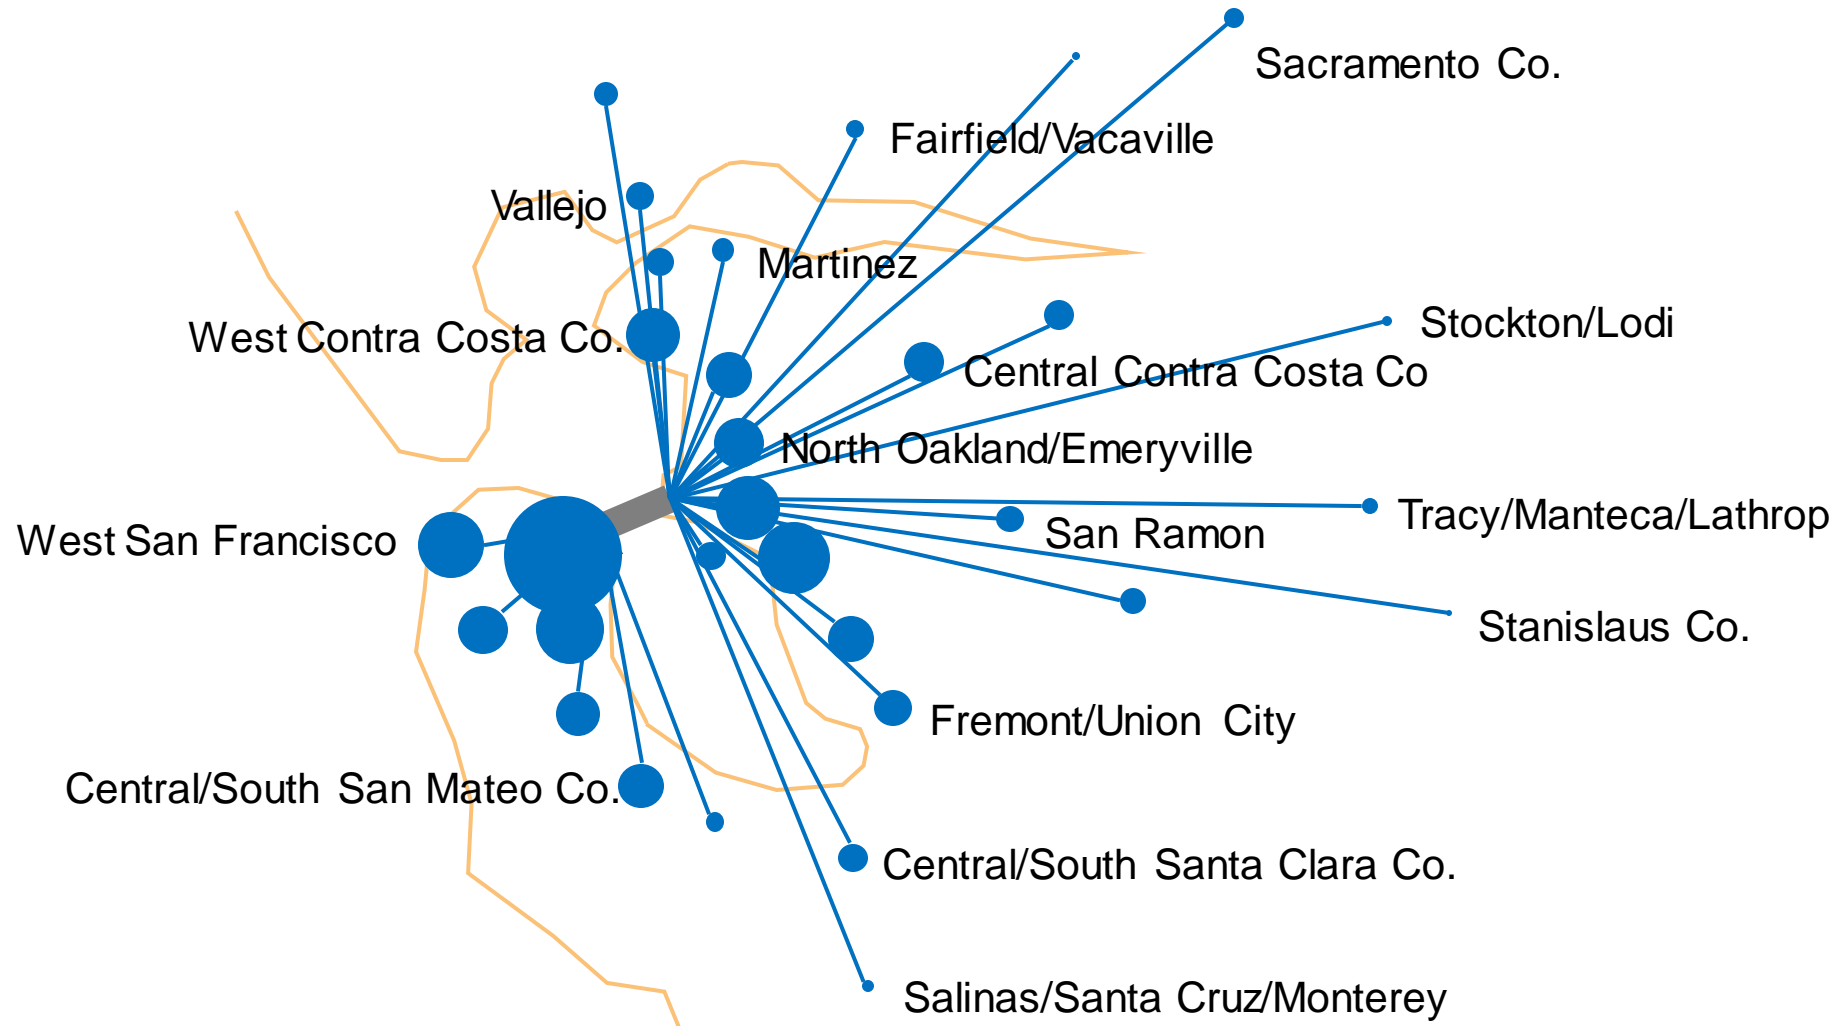 Sacramento Co.
Fairfield/Vacaville
Vallejo
Martinez
West Contra Costa Co.
Stockton/Lodi
Central Contra Costa Co
North Oakland/Emeryville
West San Francisco
San Ramon
Tracy/Manteca/Lathrop
Stanislaus Co.
Fremont/Union City
Central/South San Mateo Co.
Central/South Santa Clara Co.
Salinas/Santa Cruz/Monterey